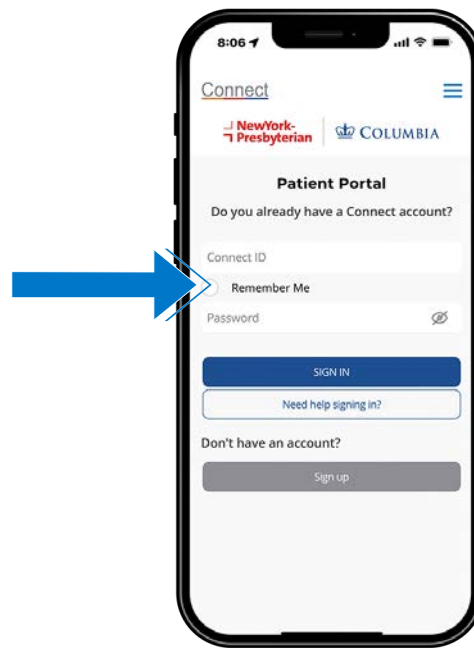 8:06
Connect
NewYork-
Presbyterian
COLUMBIA
Patient Portal
Do you already have a Connect account?
Connect ID
Remember Me
Password
SIGN IN
Need help signing in?
Don't have an account?
Sign up